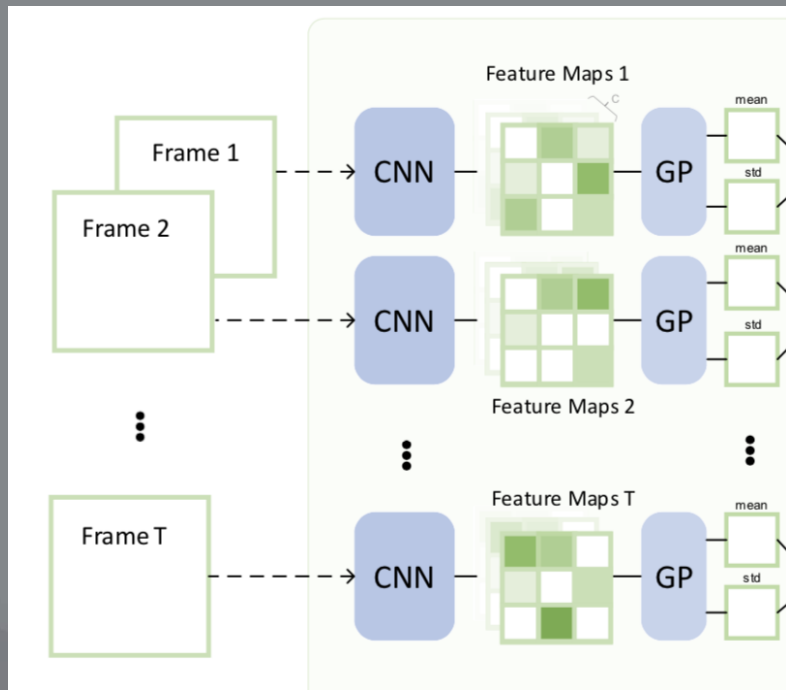 Feature Maps 1
C
mean
Frame 1
CNN
GP
std
Frame 2
mean
CNN
GP
std
Feature Maps 2
Feature Maps T
mean
Frame T
CNN
GP
std